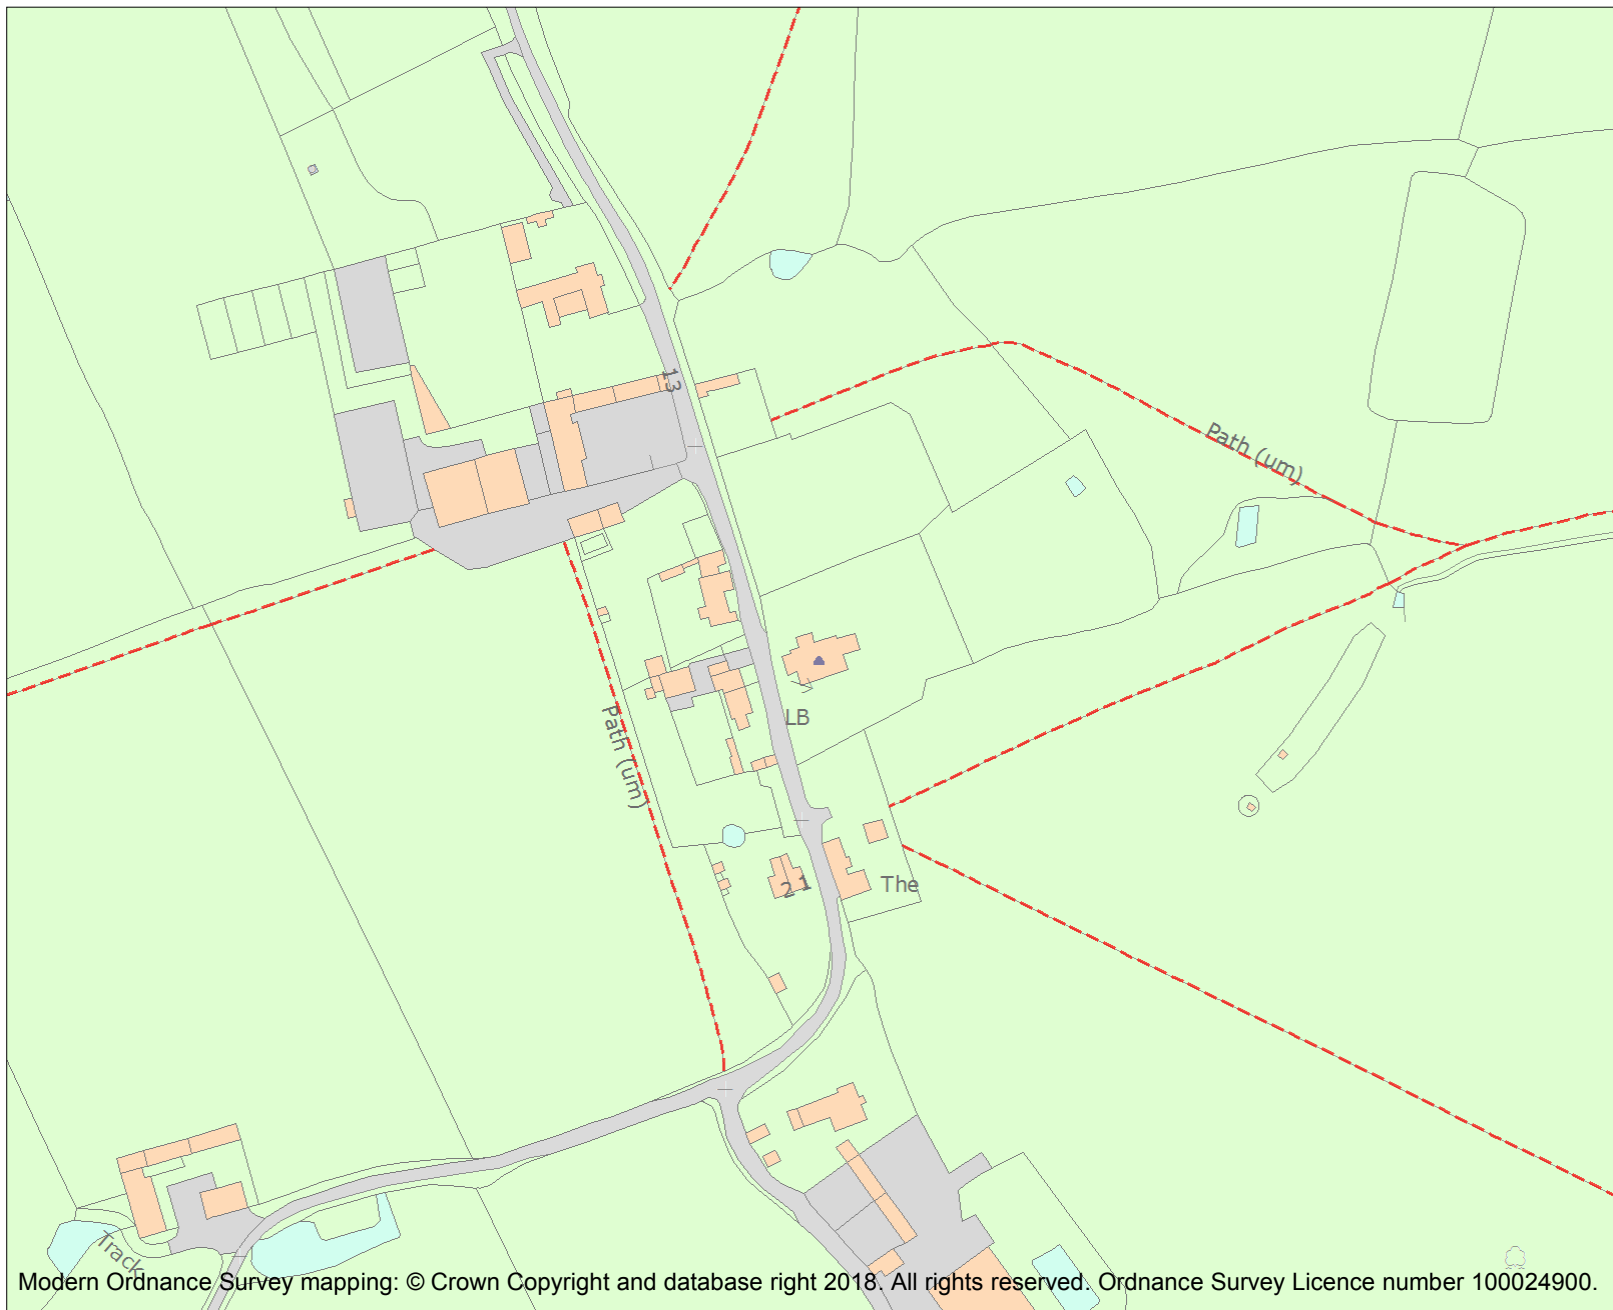 13
Path (um)
Path (um)
LB
The
2 1
Track
Modern Ordnance Survey mapping: © Crown Copyright and database right 2018. All rights reserved. Ordnance Survey Licence number 100024900.